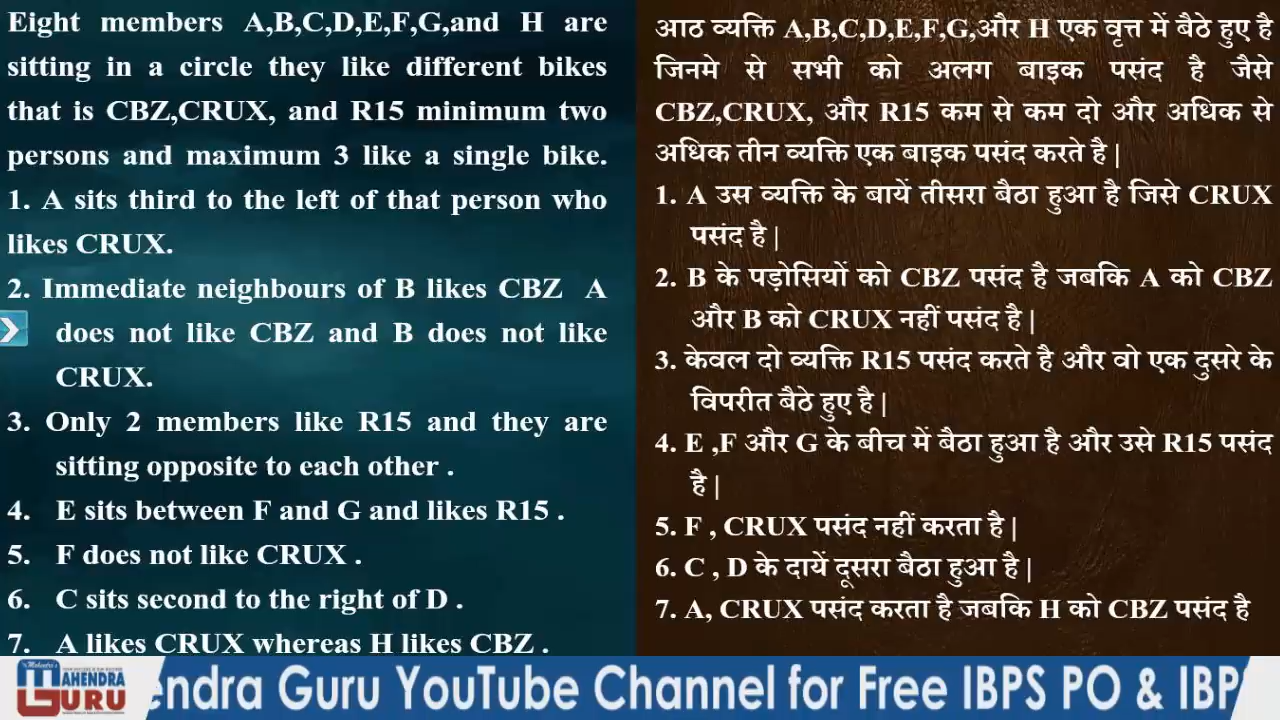 Eight members A,B,C,D,E,F,G,and H are
sitting in a circle they like different bikes
that is CBZ,CRUX, and R15 minimum two
persons and maximum 3 like a single bike.
1. A sits third to the left of that person who
likes CRUX.
2. Immediate neighbours of B likes CBZ A
does not like CBZ and B does not like
CRUX.
3. Only 2 members like R15 and they are
sitting opposite to each other .
4. E sits between F and G and likes R15 .
5. F does not like CRUX .
6. C sits second to the right of D .
7. A likes CRUX whereas H likes CBZ .
आठ व्यक्ति A,B,C,D,E,F,G,और H एक वृत्त में बैठे हुए है
जिनमे से सभी को अलग बाइक पसंद है जैसे
CBZ,CRUX, और R15 कम से कम दो और अधिक से
अधिक तीन व्यक्ति एक बाइक पसंद करते है |
1. A उस व्यक्ति के बायें तीसरा बैठा हुआ है जिसे CRUX
पसंद है |
2. B के पड़ोसियों को CBZ पसंद है जबकि A को CBZ
और B को CRUX नहीं पसंद है |
3. केवल दो व्यक्ति R15 पसंद करते है और वो एक दुसरे के
विपरीत बैठे हुए है |
4. E ,F और G के बीच में बैठा हुआ है और उसे R15 पसंद
है |
5. F , CRUX पसंद नहीं करता है |
6. C , D के दायें दूसरा बैठा हुआ है |
7. A, CRUX पसंद करता है जबकि H को CBZ पसंद है
Mahendra's
MAHENDRA
GURU
endra Guru YouTube Channel for Free IBPS PO & IBP